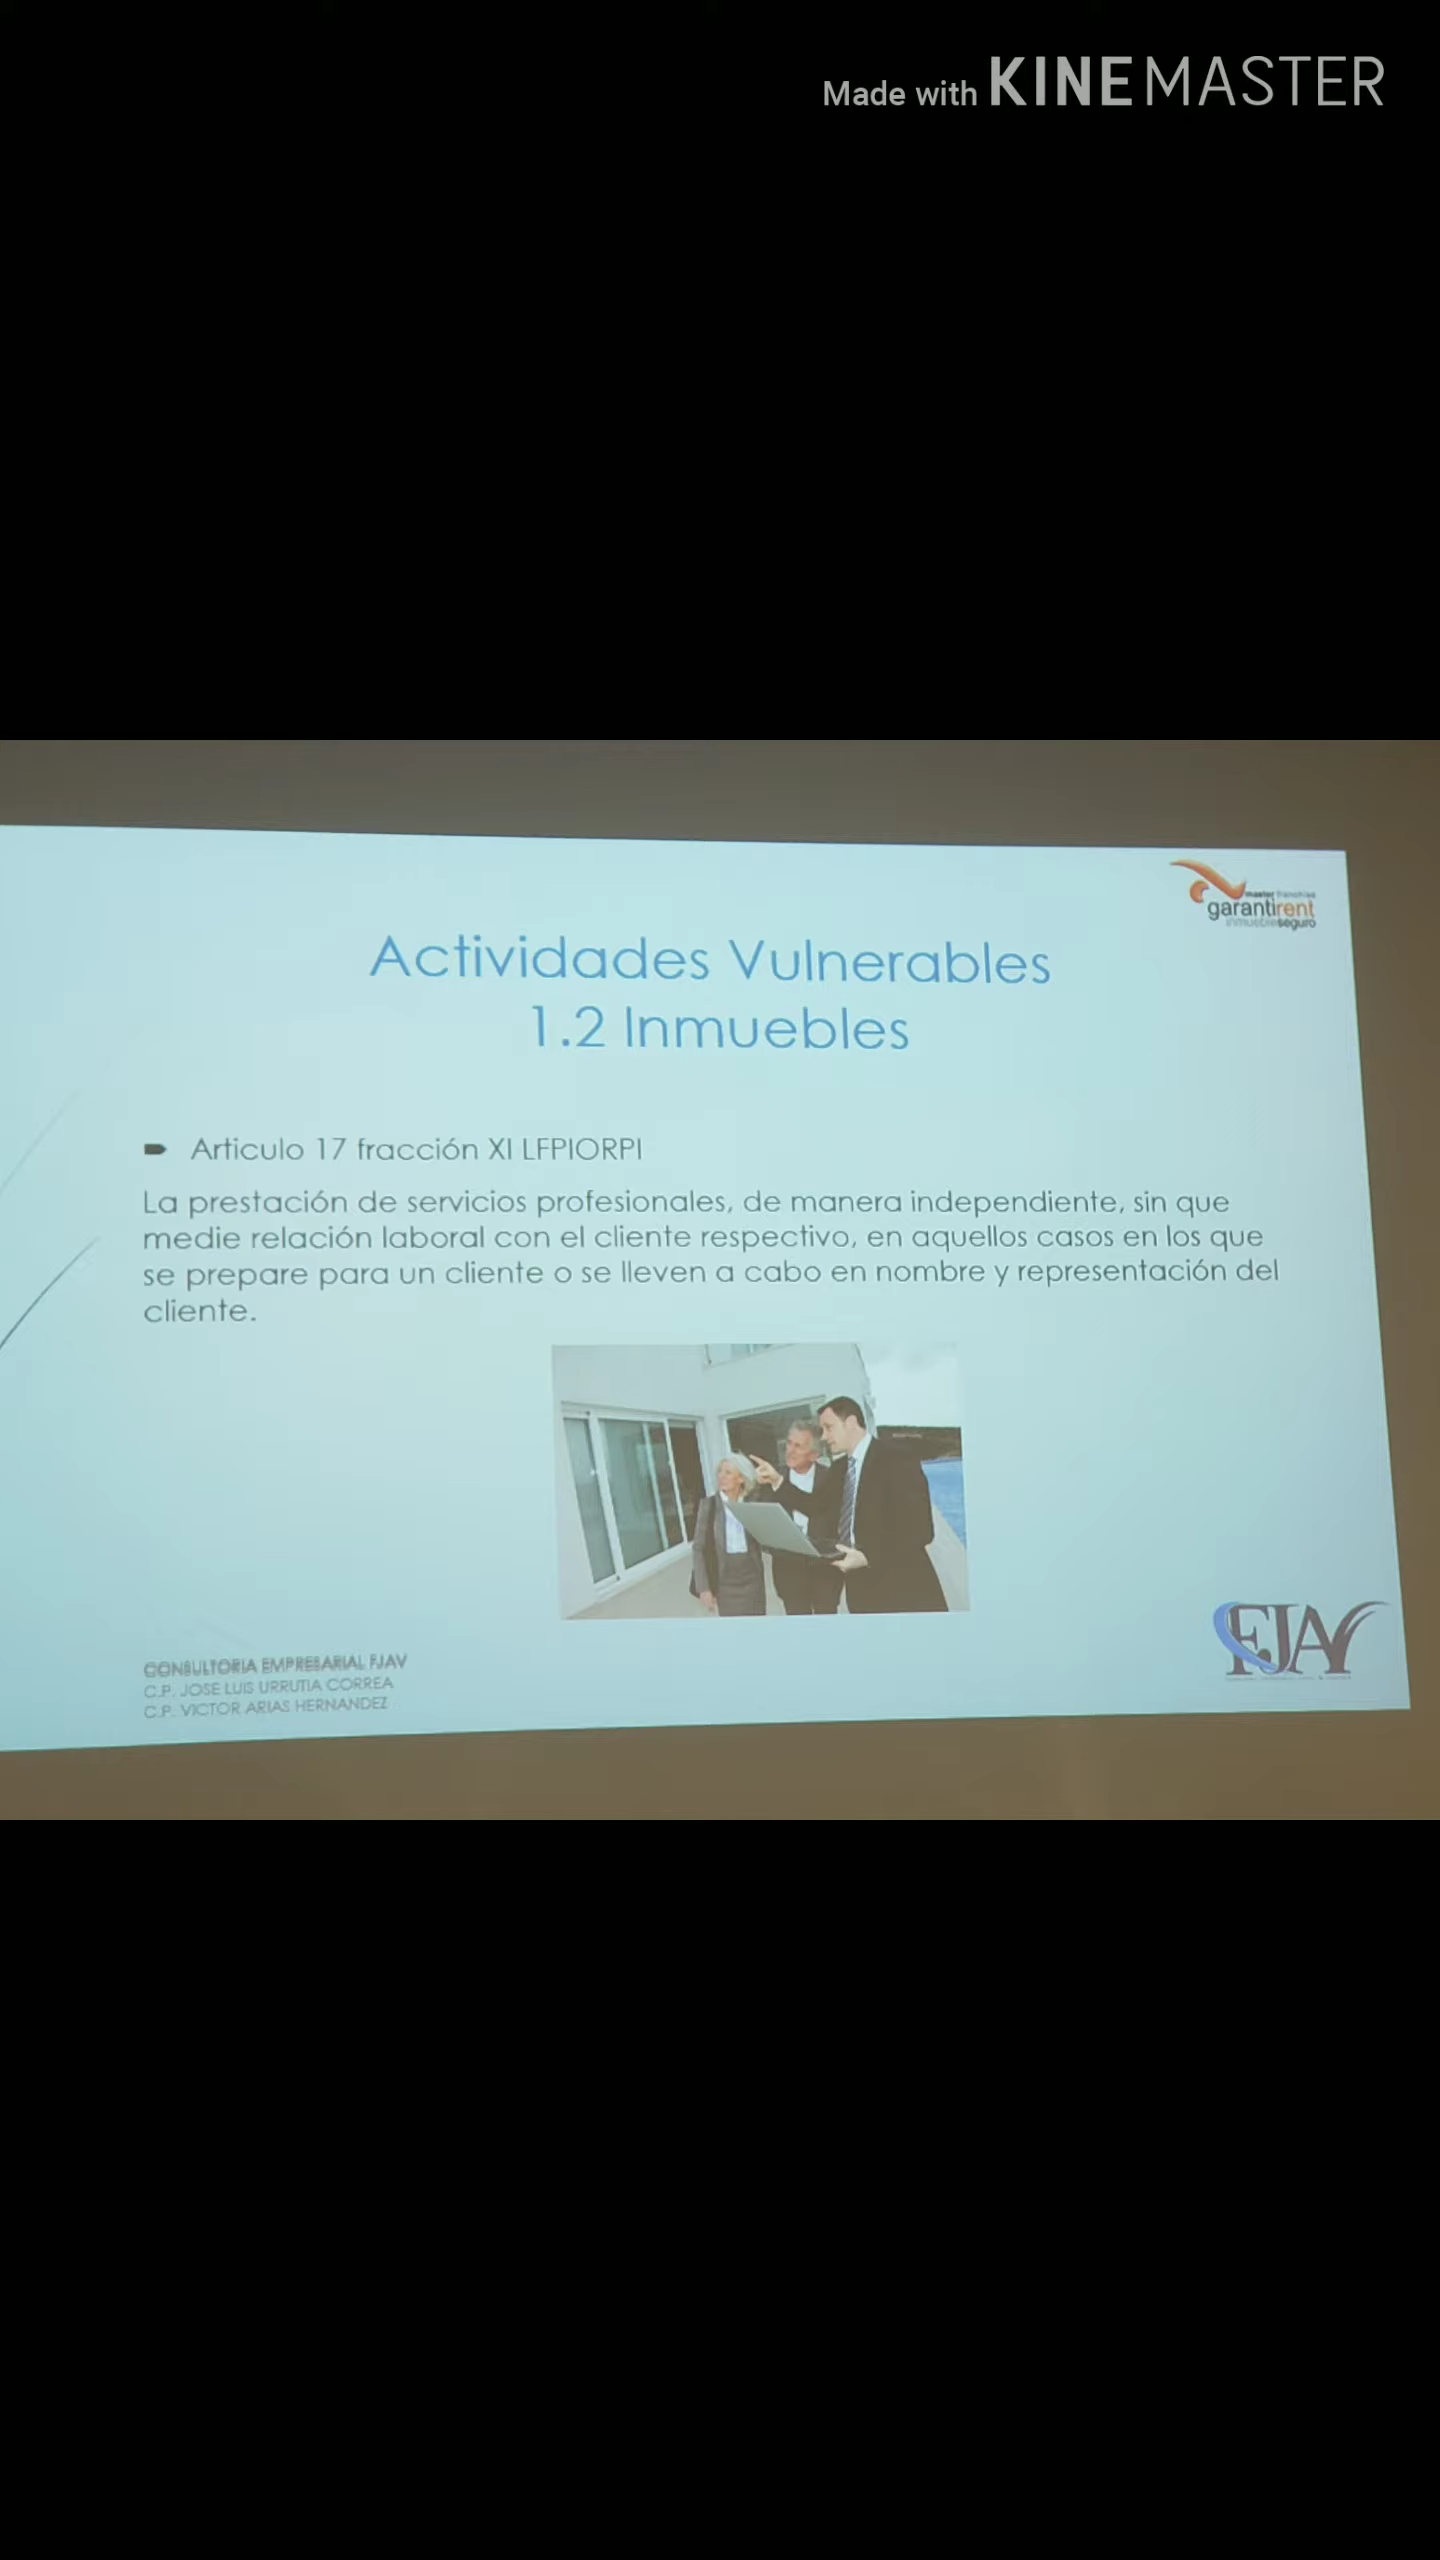 Made with KINEMASTER
master franchise
garantirent
inmuebleseguro
Actividades Vulnerables
1.2 Inmuebles
Articulo 17 fracción XI LFPIORPI
La prestación de servicios profesionales, de manera independiente, sin que
medie relación laboral con el cliente respectivo, en aquellos casos en los que
se prepare para un cliente o se lleven a cabo en nombre y representación del
cliente.
FJAV
CONSULTORIA EMPRESARIAL FJAV
C.P. JOSE LUIS URRUTIA CORREA
C.P. VICTOR ARIAS HERNANDEZ